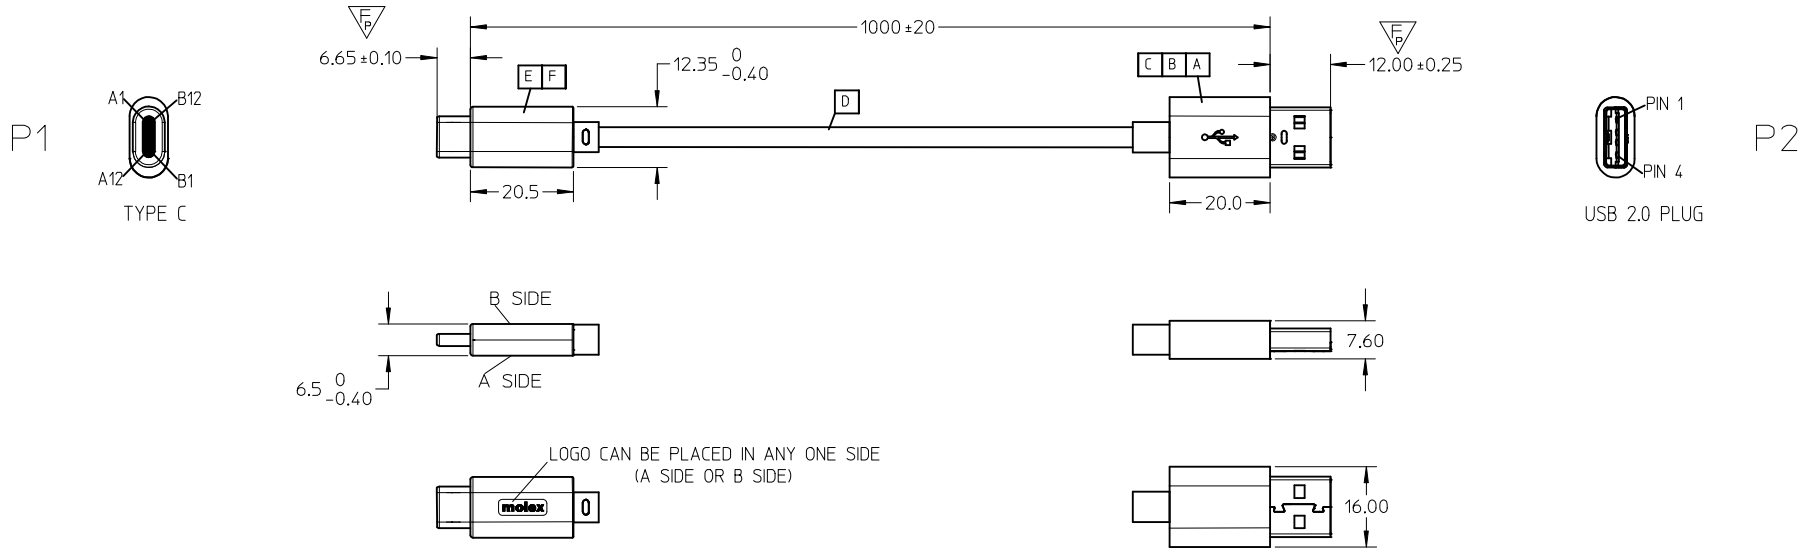 F
P
6.65±0.10
1000±20
F
P
12.00±0.25
E F
12.35 0
-0.40
C B A
D
P1
A1
B12
A12
B1
TYPE C
20.5
20.0
PIN 1
PIN 4
USB 2.0 PLUG
P2
B SIDE
A SIDE
6.5 0
-0.40
7.60
LOGO CAN BE PLACED IN ANY ONE SIDE
(A SIDE OR B SIDE)
molex
16.00